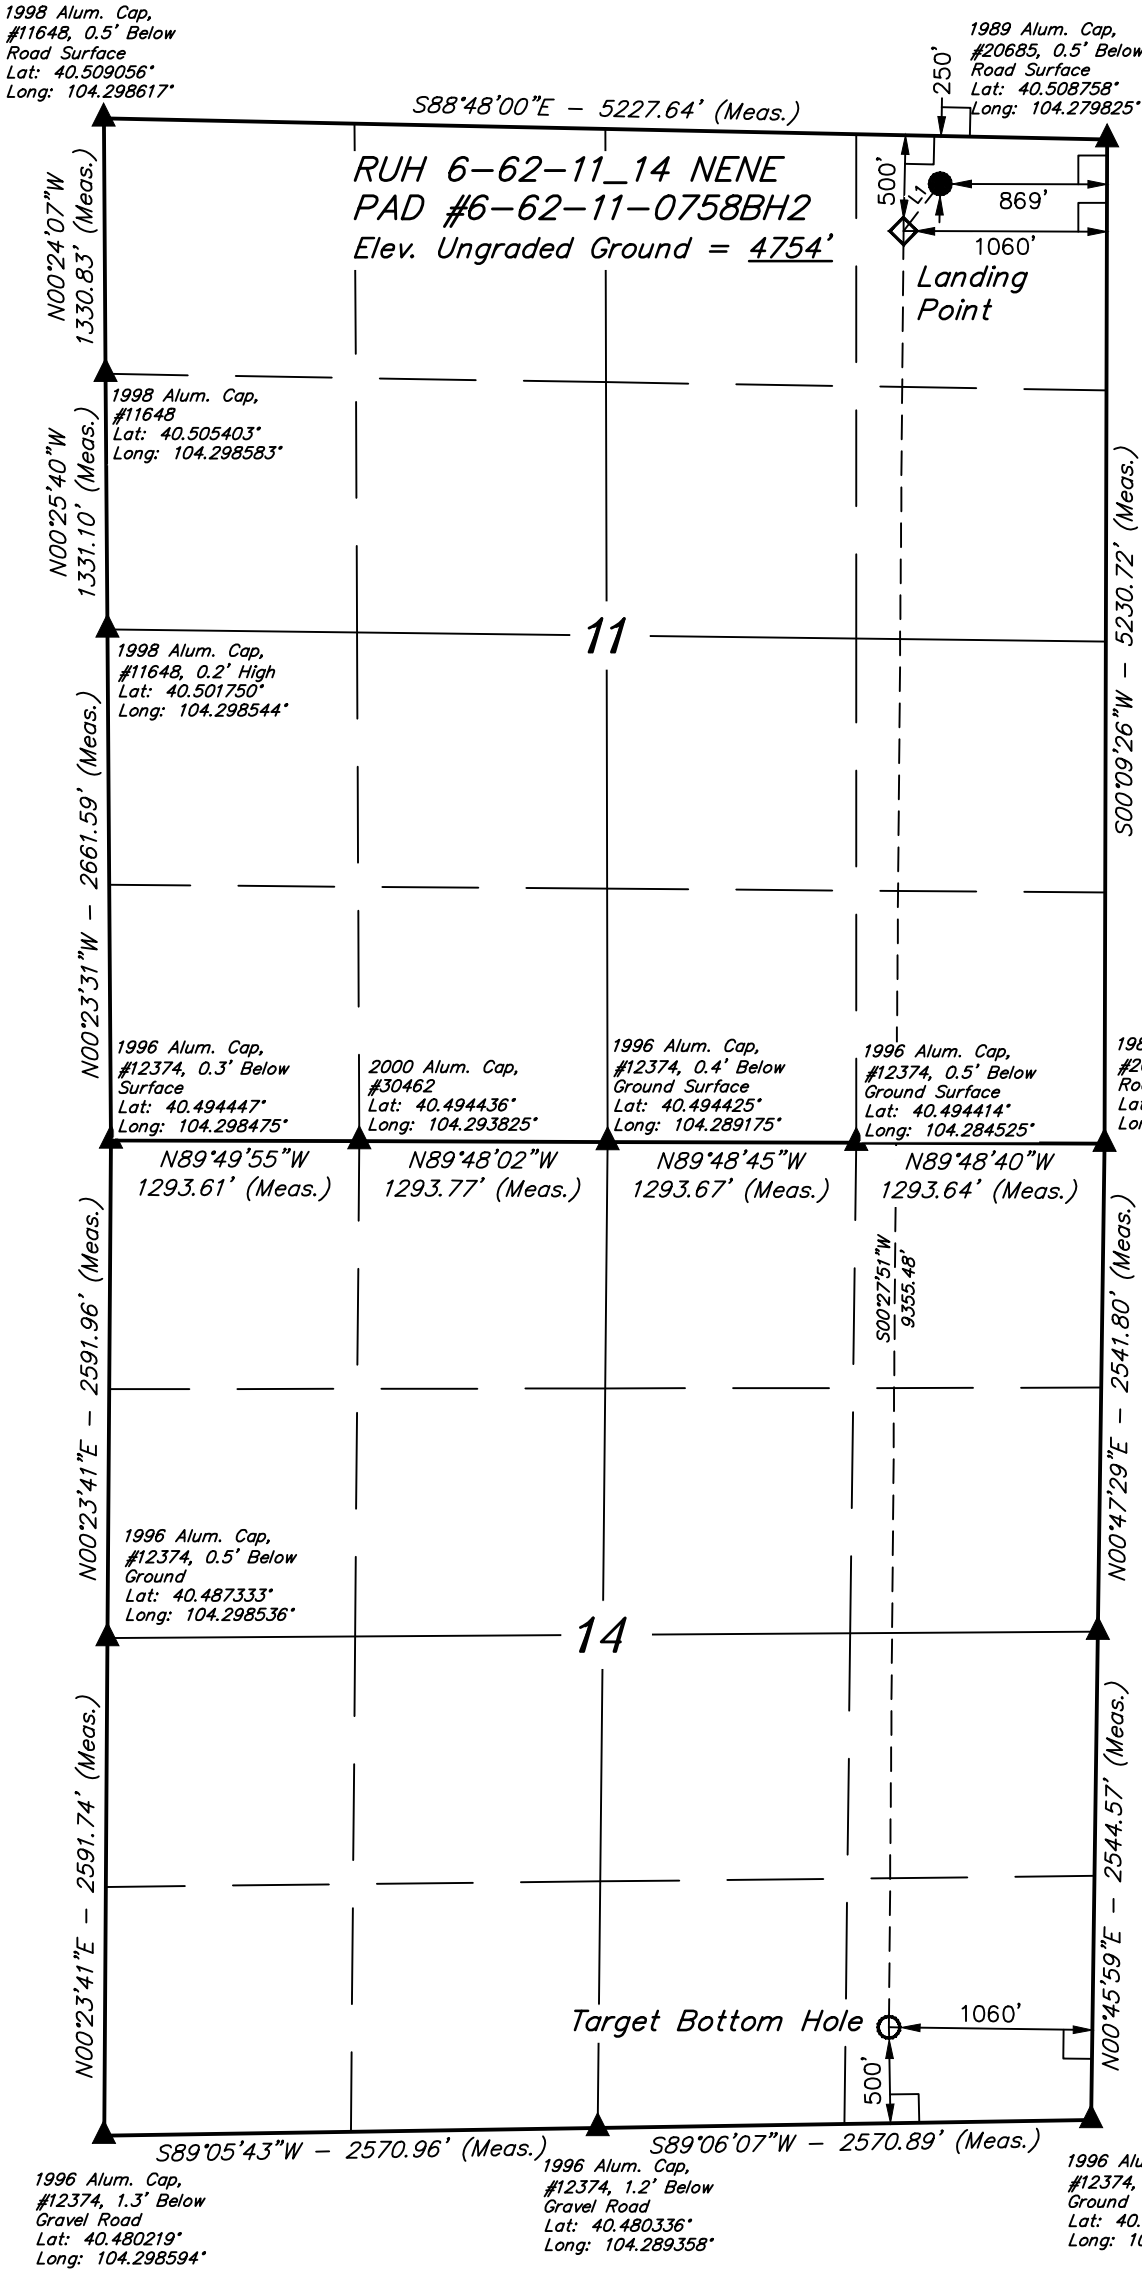 1998 Alum. Cap,
#11648, 0.5' Below
Road Surface
Lat: 40.509056°
Long: 104.298617°
1989 Alum. Cap,
#20685, 0.5' Below
Road Surface
Lat: 40.508758°
Long: 104.279825°
250'
S88°48'00"E - 5227.64' (Meas.)
RUH 6-62-11_14 NENE
PAD #6-62-11-0758BH2
Elev. Ungraded Ground = 4754'
500'
L1
869'
1060'
Landing
Point
N00°24'07"W
1330.83' (Meas.)
1998 Alum. Cap,
#11648
Lat: 40.505403°
Long: 104.298583°
N00°25'40"W
1331.10' (Meas.)
S00°09'26"W - 5230.72' (Meas.)
11
1998 Alum. Cap,
#11648, 0.2' High
Lat: 40.501750°
Long: 104.298544°
N00°23'31"W - 2661.59' (Meas.)
1996 Alum. Cap,
#12374, 0.3' Below
Surface
Lat: 40.494447°
Long: 104.298475°
2000 Alum. Cap,
#30462
Lat: 40.494436°
Long: 104.293825°
1996 Alum. Cap,
#12374, 0.4' Below
Ground Surface
Lat: 40.494425°
Long: 104.289175°
1996 Alum. Cap,
#12374, 0.5' Below
Ground Surface
Lat: 40.494414°
Long: 104.284525°
N89°49'55"W
1293.61' (Meas.)
N89°48'02"W
1293.77' (Meas.)
N89°48'45"W
1293.67' (Meas.)
N89°48'40"W
1293.64' (Meas.)
N00°23'41"E - 2591.96' (Meas.)
S00°27'51"W
9355.48'
N00°47'29"E - 2541.80' (Meas.)
1996 Alum. Cap,
#12374, 0.5' Below
Ground
Lat: 40.487333°
Long: 104.298536°
14
N00°23'41"E - 2591.74' (Meas.)
N00°45'59"E - 2544.57' (Meas.)
Target Bottom Hole
1060'
500'
S89°05'43"W - 2570.96' (Meas.)
S89°06'07"W - 2570.89' (Meas.)
1996 Alum. Cap,
#12374, 1.3' Below
Gravel Road
Lat: 40.480219°
Long: 104.298594°
1996 Alum. Cap,
#12374, 1.2' Below
Gravel Road
Lat: 40.480336°
Long: 104.289358°
1996
#12374,
Ground
Lat: 40.
Long: